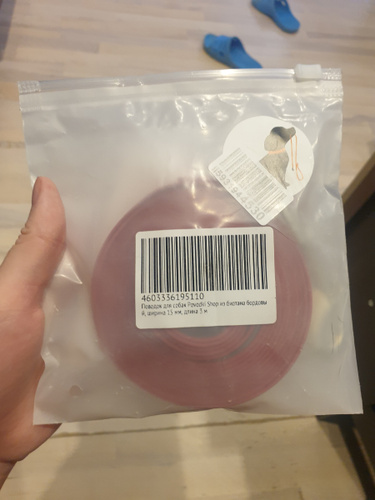 4603336195110
Поводок для собак Povodki Shop из биотана бордовы
й, ширина 15 мм, длина 3 м